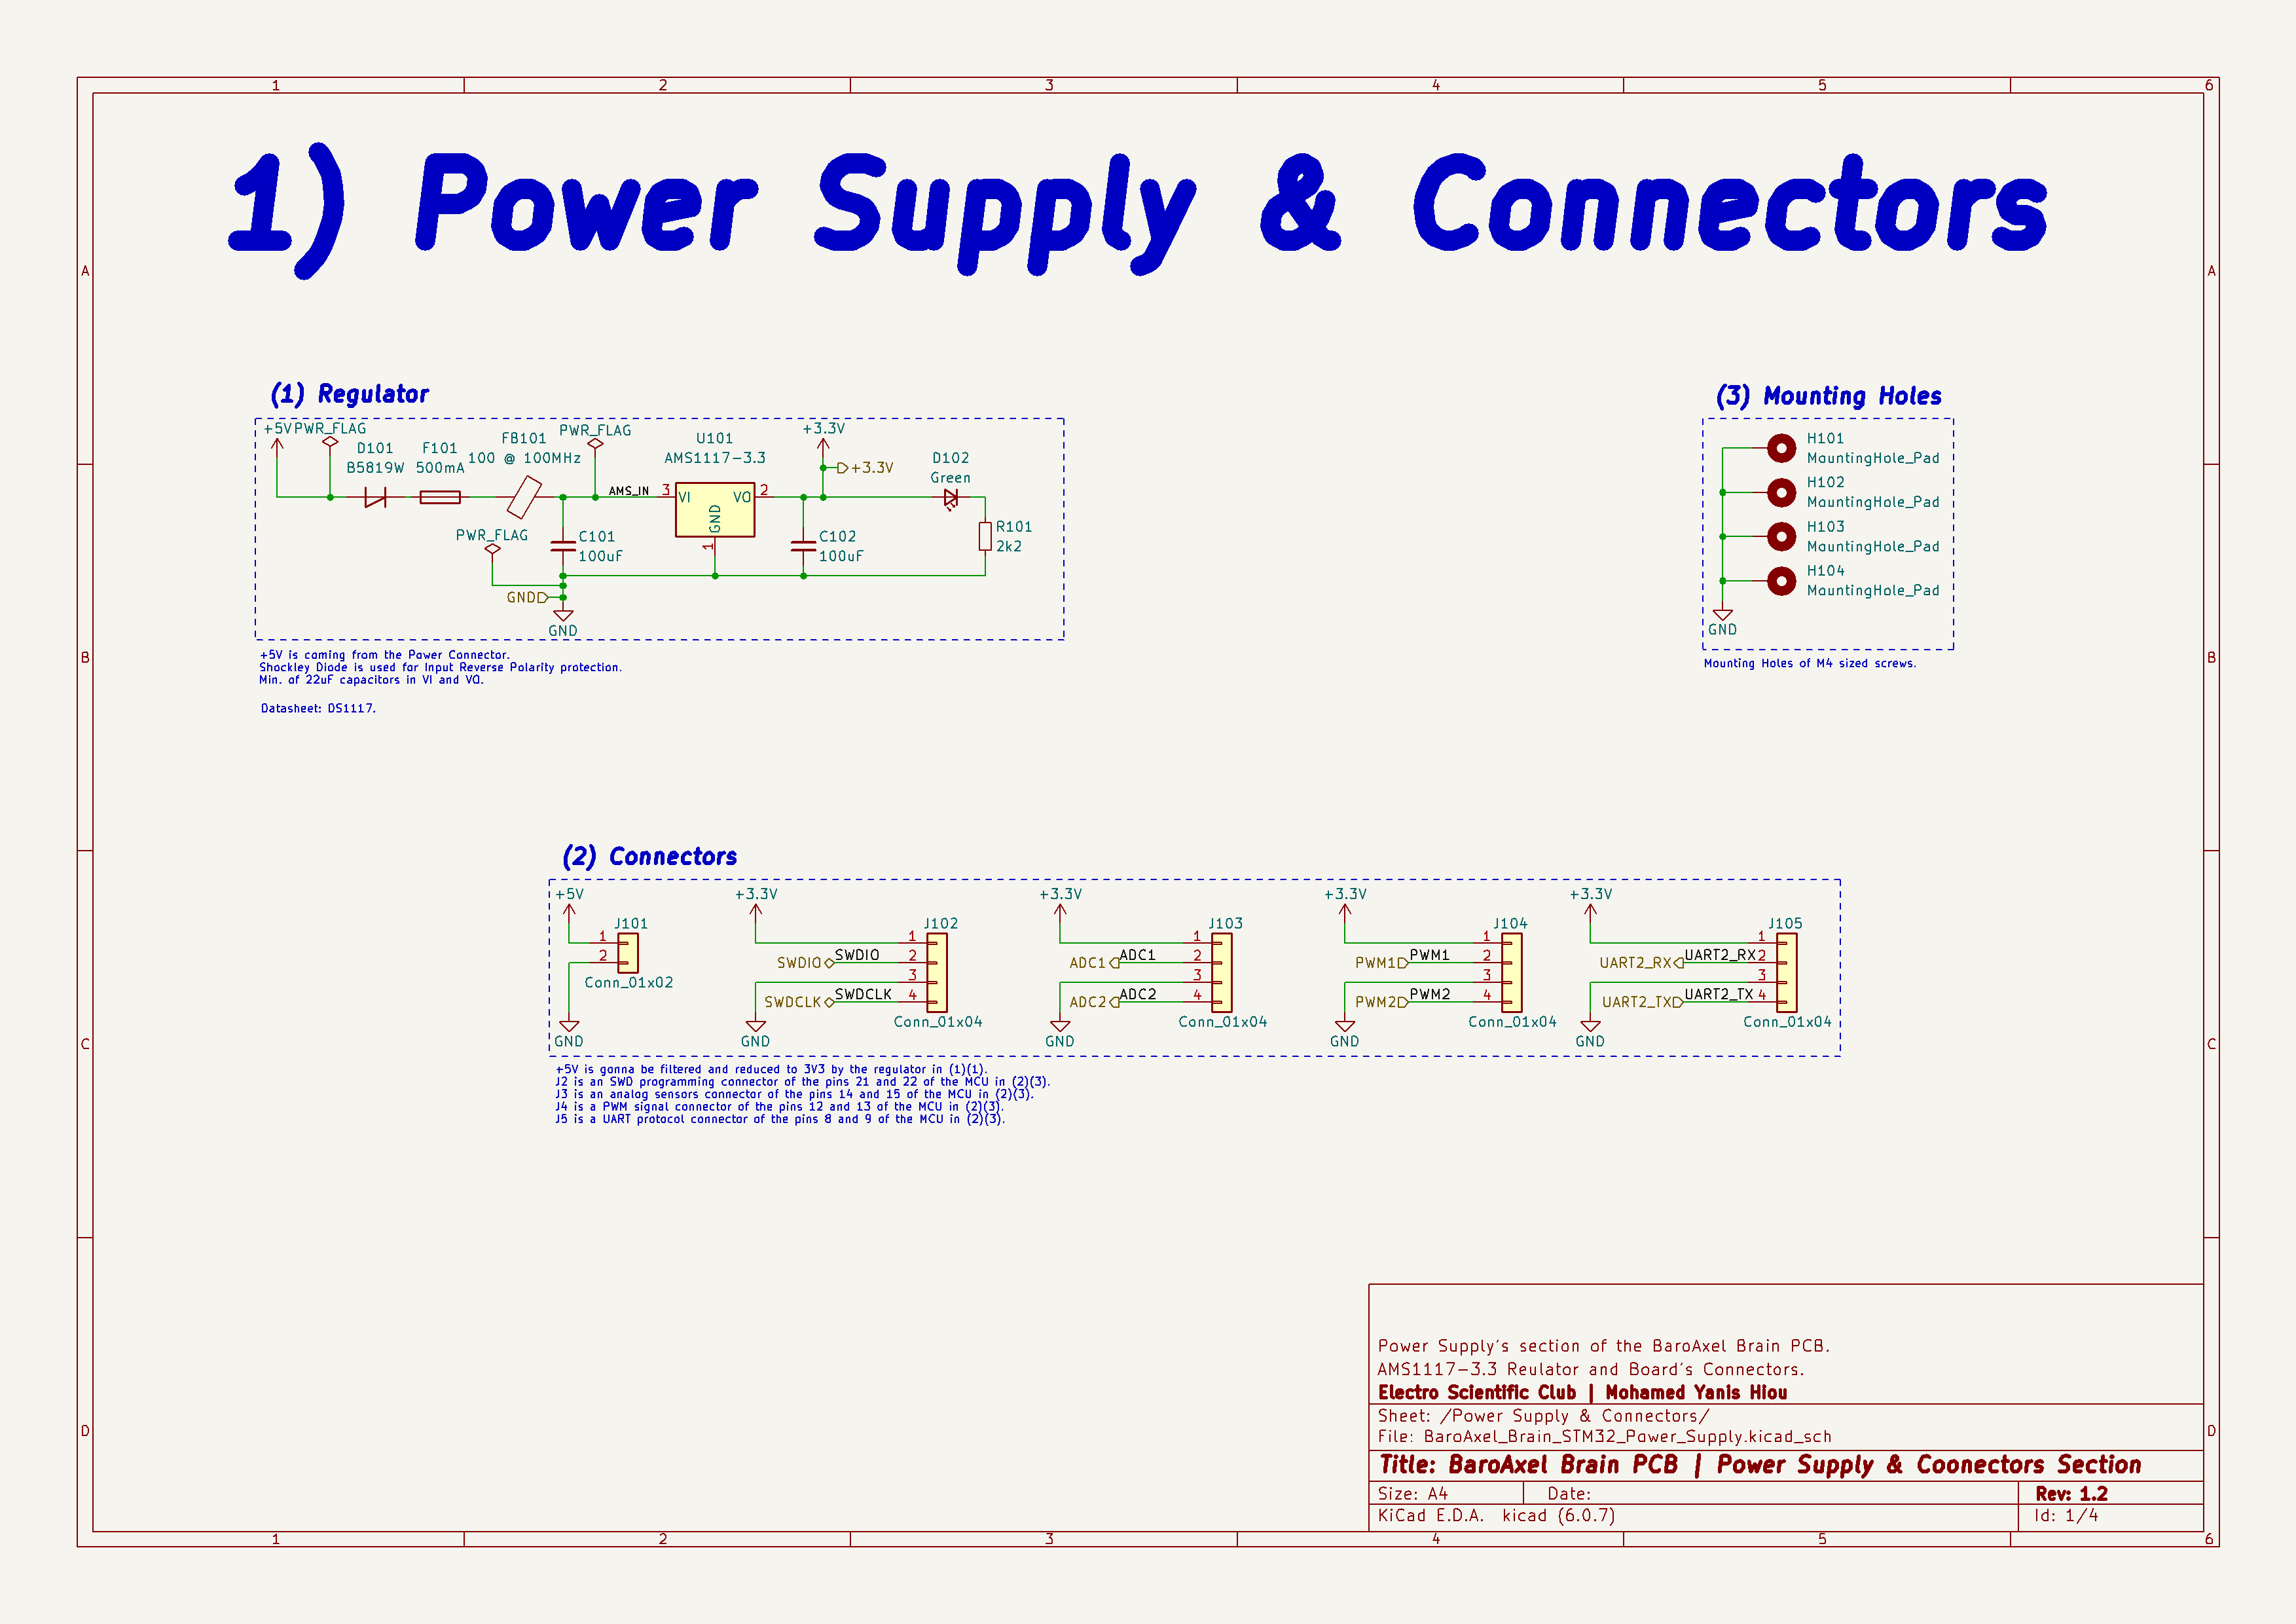 1 2 3 4 5 6
1) Power Supply & Connectors
A A
(1) Regulator
+5V PWR_FLAG
D101
B5819W
F101
500mA
FB101
100 @ 100MHz
PWR_FLAG
AMS_IN
U101
AMS1117-3.3
3 VI VO 2
GND
1
+3.3V
+3.3V
D102
Green
R101
2k2
PWR_FLAG
C101
100uF
C102
100uF
GND
GND
+5V is coming from the Power Connector.
Shockley Diode is used for Input Reverse Polarity protection.
Min. of 22uF capacitors in VI and VO.
Datasheet: DS1117.
(3) Mounting Holes
H101
MountingHole_Pad
H102
MountingHole_Pad
H103
MountingHole_Pad
H104
MountingHole_Pad
GND
Mounting Holes of M4 sized screws.
B B
(2) Connectors
+5V
J101
1
2
Conn_01x02
GND
+3.3V
J102
1
SWDIO SWDIO 2
3
SWDCLK SWDCLK 4
Conn_01x04
GND
+3.3V
J103
1
ADC1 ADC1 2
3
ADC2 ADC2 4
Conn_01x04
GND
+3.3V
J104
1
PWM1 PWM1 2
3
PWM2 PWM2 4
Conn_01x04
GND
+3.3V
J105
1
UART2_RX UART2_RX 2
3
UART2_TX UART2_TX 4
Conn_01x04
GND
+5V is gonna be filtered and reduced to 3V3 by the regulator in (1)(1).
J2 is an SWD programming connector of the pins 21 and 22 of the MCU in (2)(3).
J3 is an analog sensors connector of the pins 14 and 15 of the MCU in (2)(3).
J4 is a PWM signal connector of the pins 12 and 13 of the MCU in (2)(3).
J5 is a UART protocol connector of the pins 8 and 9 of the MCU in (2)(3).
C C
Power Supply's section of the BaroAxel Brain PCB.
AMS1117-3.3 Reulator and Board's Connectors.
Electro Scientific Club | Mohamed Yanis Hiou
Sheet: /Power Supply & Connectors/
File: BaroAxel_Brain_STM32_Power_Supply.kicad_sch
D D
Title: BaroAxel Brain PCB | Power Supply & Coonectors Section
Size: A4 Date: Rev: 1.2
KiCad E.D.A. kicad (6.0.7) Id: 1/4
1 2 3 4 5 6